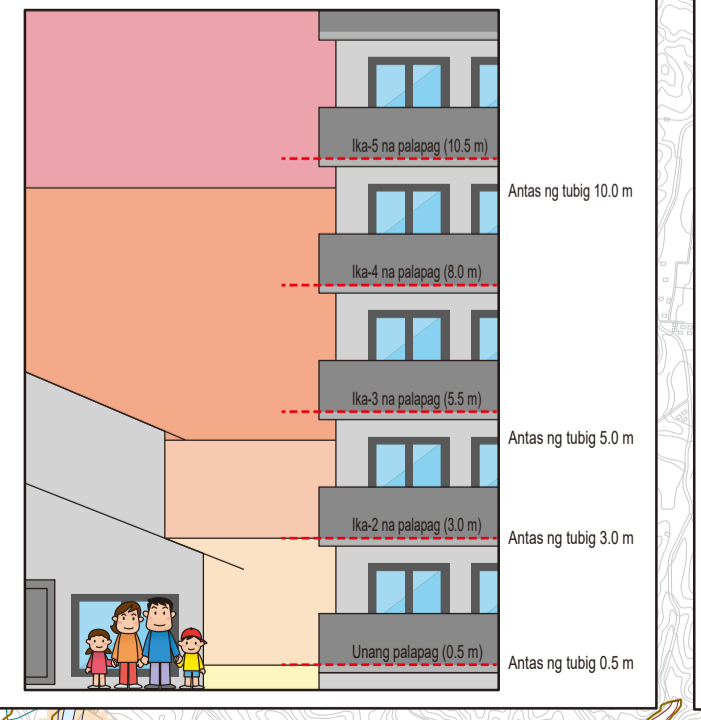 Ika-5 na palapag (10.5 m)
Antas ng tubig 10.0 m
Ika-4 na palapag (8.0 m)
Ika-3 na palapag (5.5 m)
Antas ng tubig 5.0 m
Ika-2 na palapag (3.0 m)
Antas ng tubig 3.0 m
Unang palapag (0.5 m)
Antas ng tubig 0.5 m